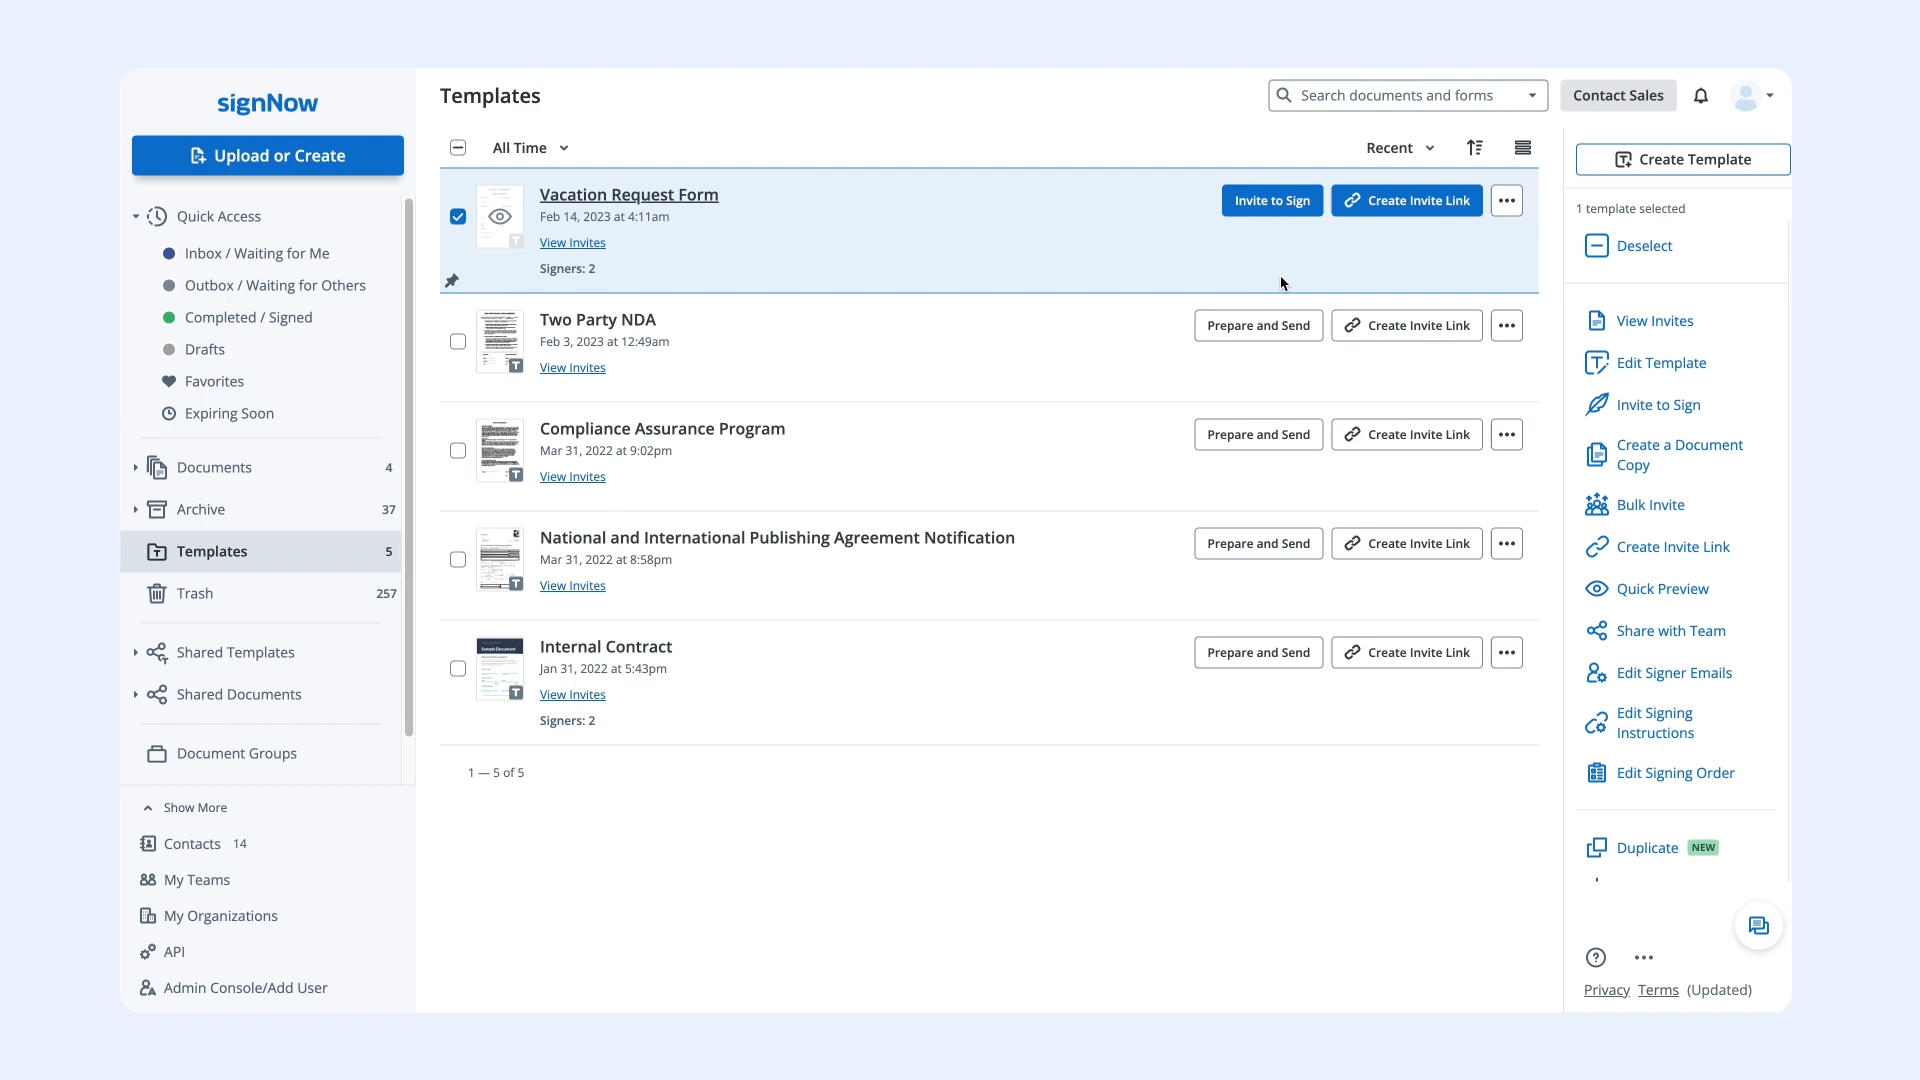 signNow
Upload or Create
Quick Access
Inbox / Waiting for Me
Outbox / Waiting for Others
Completed / Signed
Drafts
Favorites
Expiring Soon
Documents 4
Archive 37
Templates 5
Trash 257
Shared Templates
Shared Documents
Document Groups
Show More
Contacts 14
My Teams
My Organizations
API
Admin Console/Add User
Templates
Search documents and forms
Contact Sales
All Time
Recent
Vacation Request Form
Feb 14, 2023 at 4:11am
View Invites
Signers: 2
Invite to Sign
Create Invite Link
Two Party NDA
Feb 3, 2023 at 12:49am
View Invites
Prepare and Send
Create Invite Link
Compliance Assurance Program
Mar 31, 2022 at 9:02pm
View Invites
Prepare and Send
Create Invite Link
National and International Publishing Agreement Notification
Mar 31, 2022 at 8:58pm
View Invites
Prepare and Send
Create Invite Link
Sample Document
Internal Contract
Jan 31, 2022 at 5:43pm
View Invites
Signers: 2
Prepare and Send
Create Invite Link
1 — 5 of 5
Create Template
1 template selected
Deselect
View Invites
Edit Template
Invite to Sign
Create a Document
Copy
Bulk Invite
Create Invite Link
Quick Preview
Share with Team
Edit Signer Emails
Edit Signing
Instructions
Edit Signing Order
Duplicate NEW
Privacy Terms (Updated)